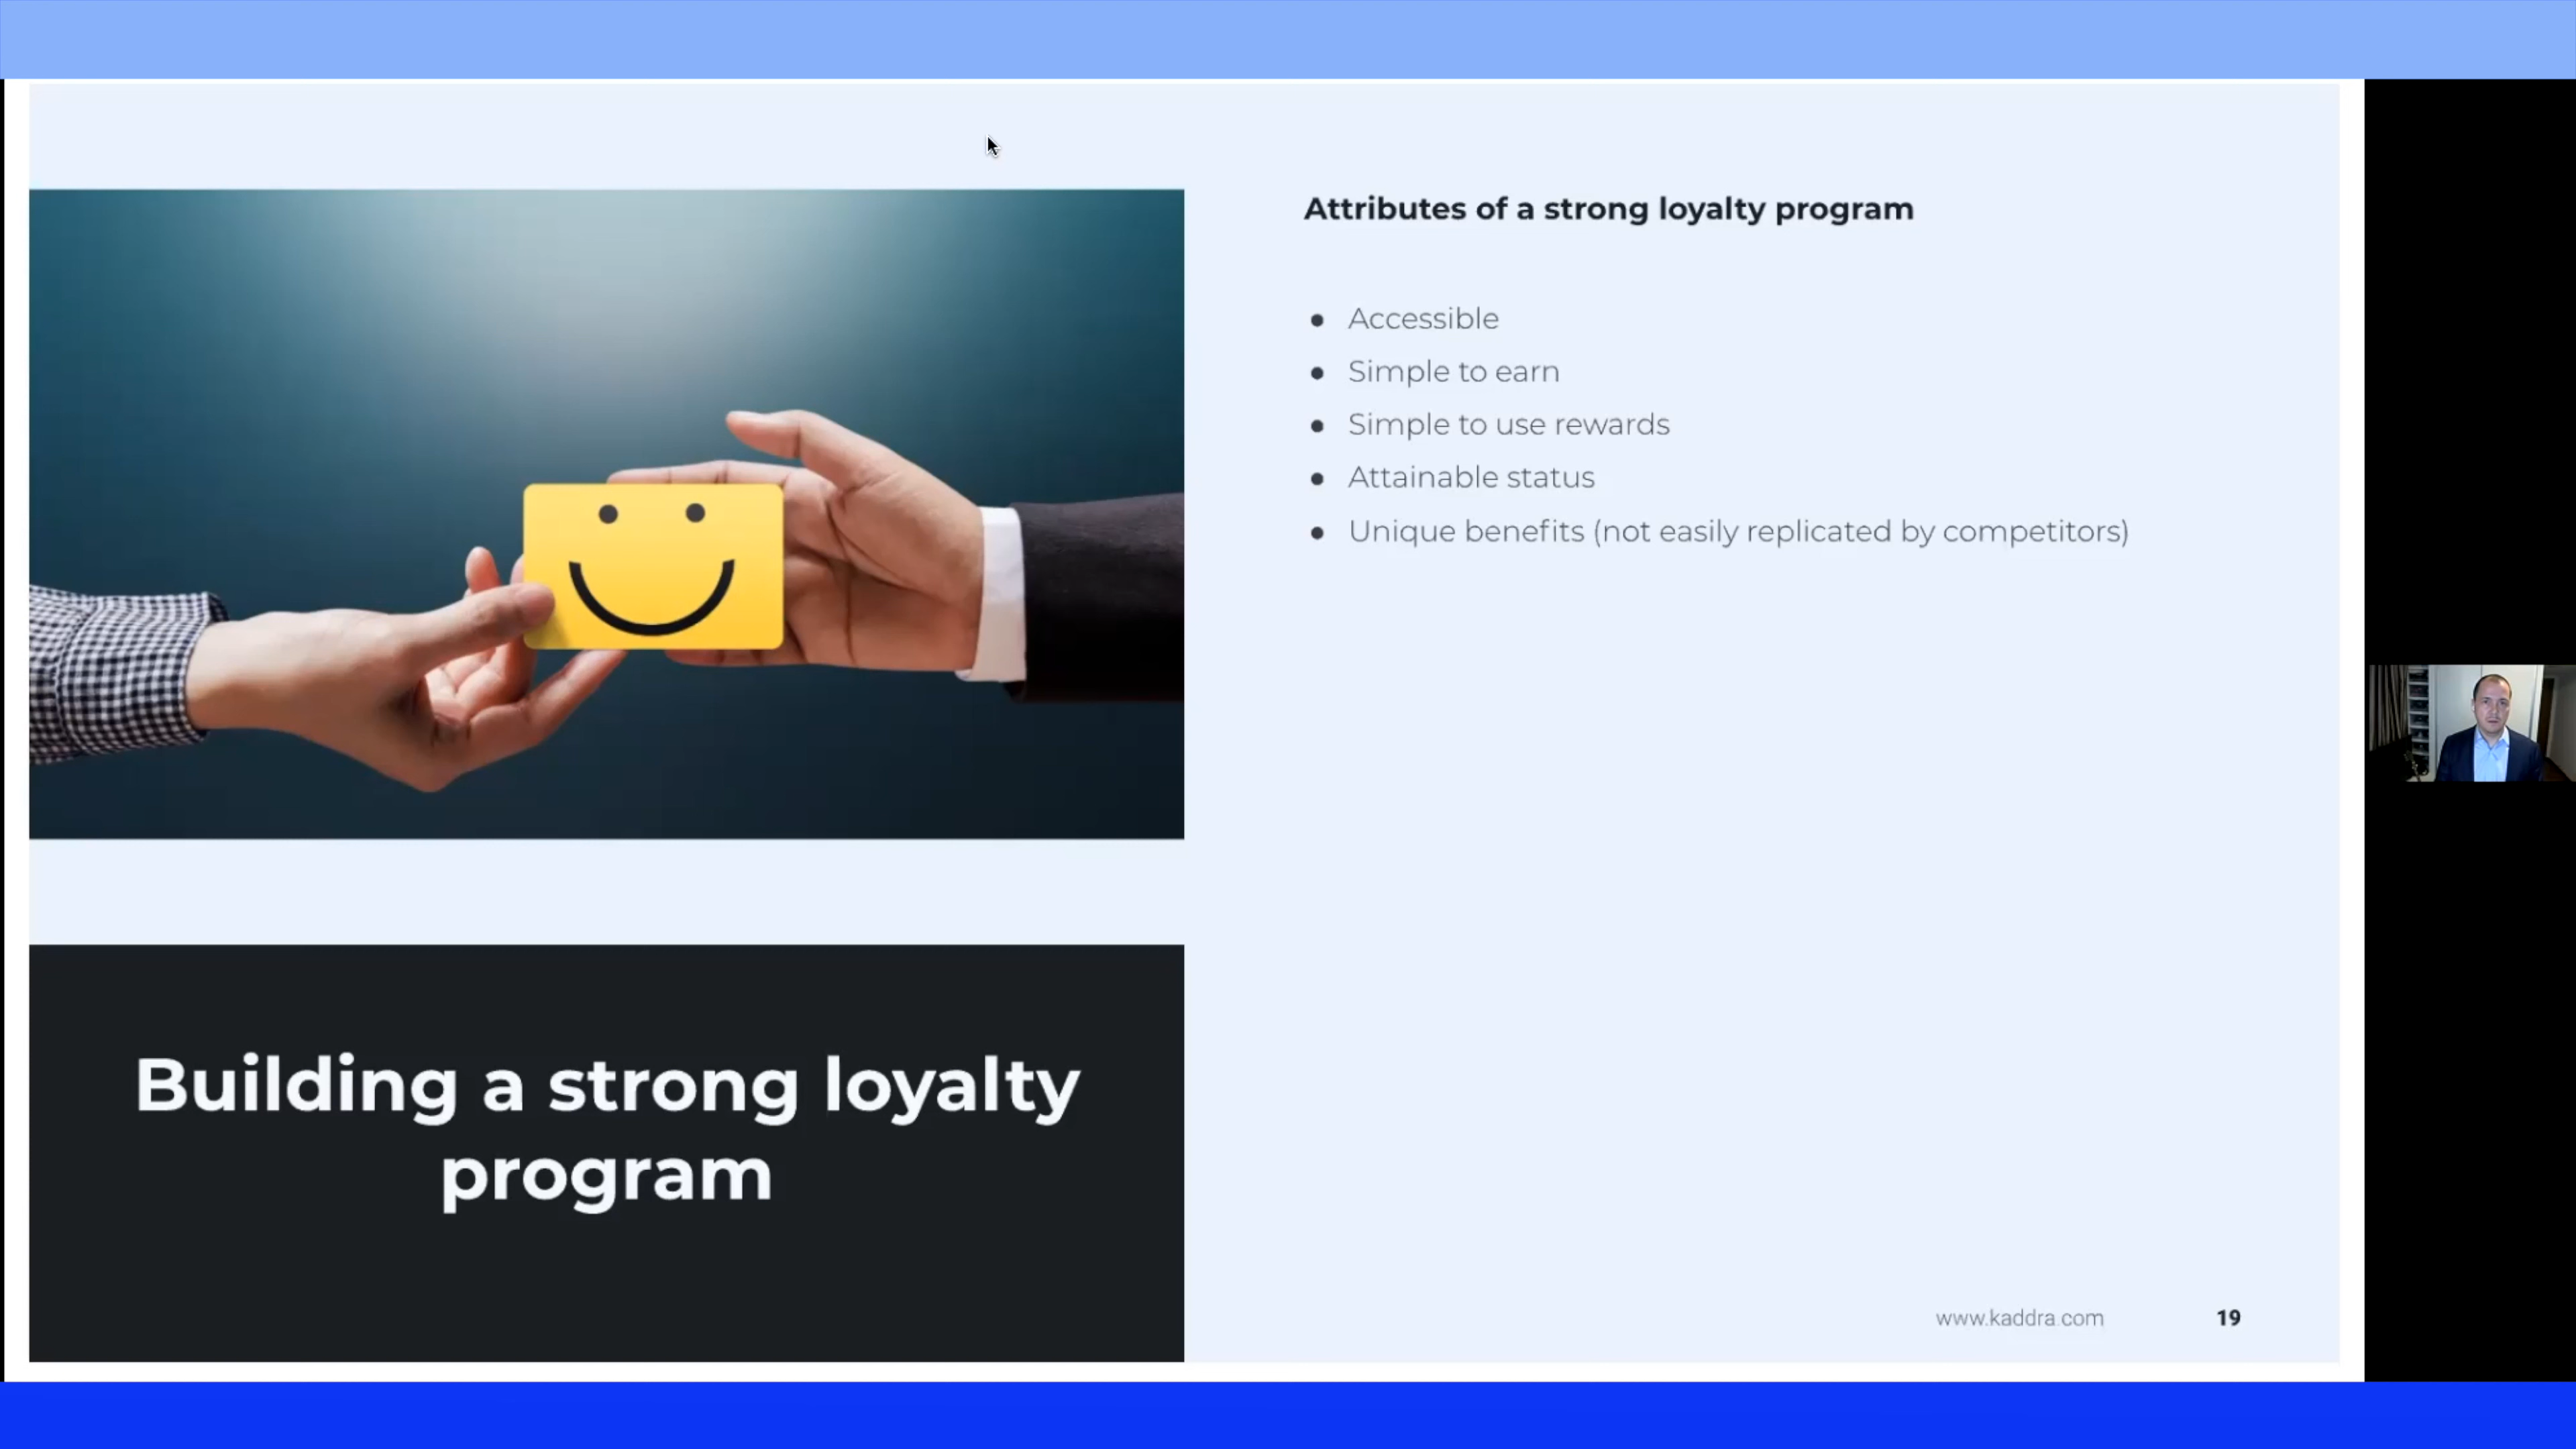 Attributes of a strong loyalty program
● Accessible
● Simple to earn
● Simple to use rewards
● Attainable status
● Unique benefits (not easily replicated by competitors)
Building a strong loyalty
program
www.kaddra.com
19